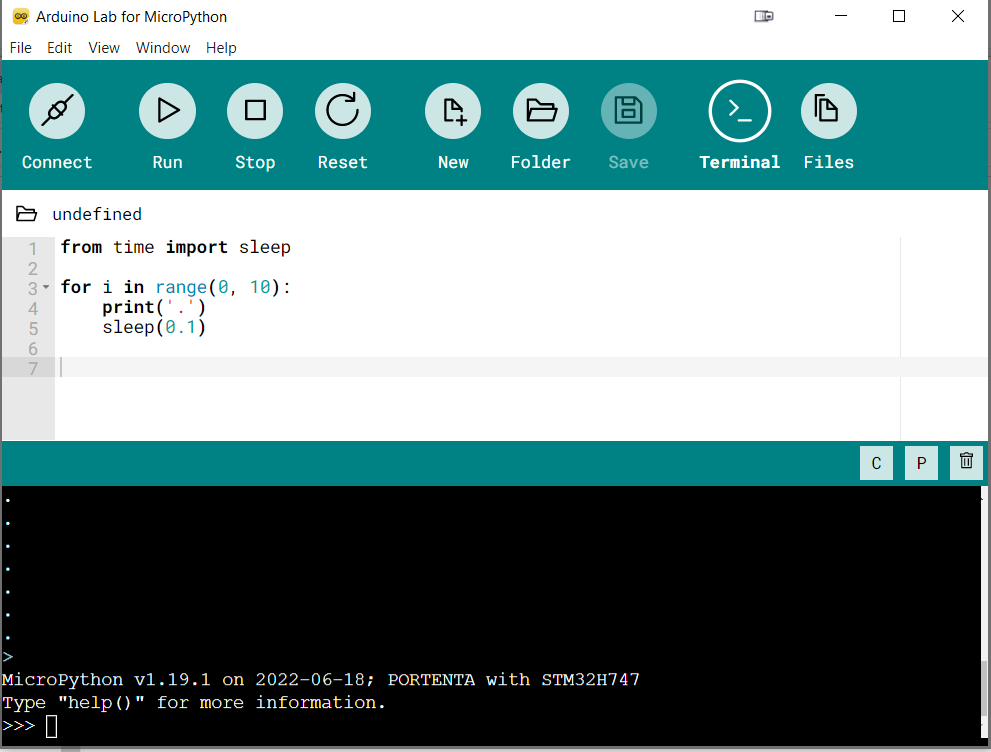 Arduino Lab for MicroPython
File Edit View Window Help
Connect Run Stop Reset New Folder Save Terminal Files
undefined
1 from time import sleep
2
3 for i in range(0, 10):
4     print('.')
5     sleep(0.1)
6
7
C P
.
.
.
.
.
.
.
>
MicroPython v1.19.1 on 2022-06-18; PORTENTA with STM32H747
Type "help()" for more information.
>>>